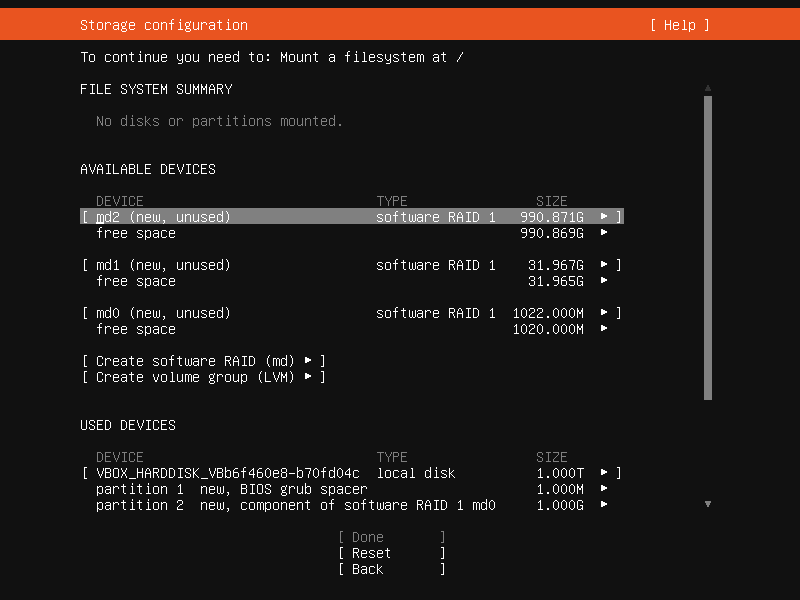 Storage configuration [ Help ]
To continue you need to: Mount a filesystem at /
FILE SYSTEM SUMMARY
No disks or partitions mounted.
AVAILABLE DEVICES
DEVICE TYPE SIZE
[ md2 (new, unused) software RAID 1 990.871G ► ]
free space 990.869G ►
[ md1 (new, unused) software RAID 1 31.967G ► ]
free space 31.965G ►
[ md0 (new, unused) software RAID 1 1022.000M ► ]
free space 1020.000M ►
[ Create software RAID (md) ► ]
[ Create volume group (LVM) ► ]
USED DEVICES
DEVICE TYPE SIZE
[ VBOX_HARDDISK_VBb6f460e8-b70fd04c local disk 1.000T ► ]
partition 1 new, BIOS grub spacer 1.000M ►
partition 2 new, component of software RAID 1 md0 1.000G ►
[ Done ]
[ Reset ]
[ Back ]